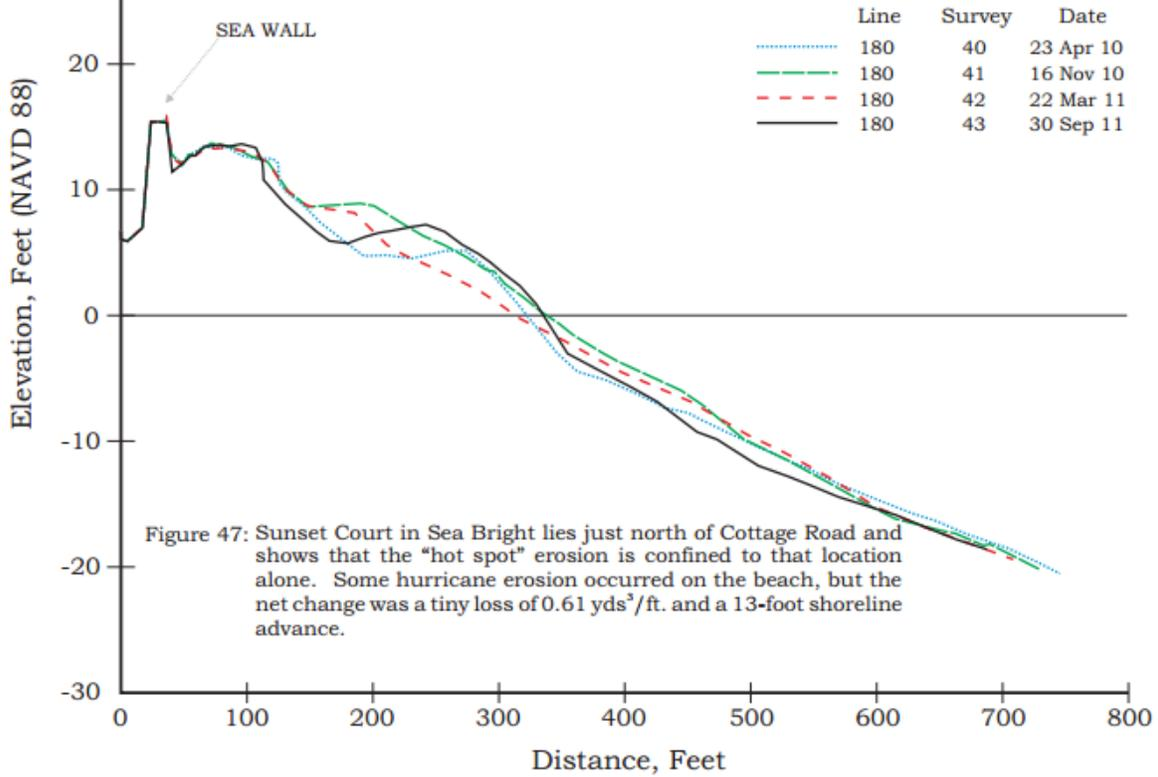 SEA WALL
Line Survey Date
180 40 23 Apr 10
180 41 16 Nov 10
180 42 22 Mar 11
180 43 30 Sep 11
Elevation, Feet (NAVD 88)
20
10
0
-10
-20
-30
Figure 47: Sunset Court in Sea Bright lies just north of Cottage Road and
shows that the “hot spot” erosion is confined to that location
alone. Some hurricane erosion occurred on the beach, but the
net change was a tiny loss of 0.61 yds³/ft. and a 13-foot shoreline
advance.
0 100 200 300 400 500 600 700 800
Distance, Feet